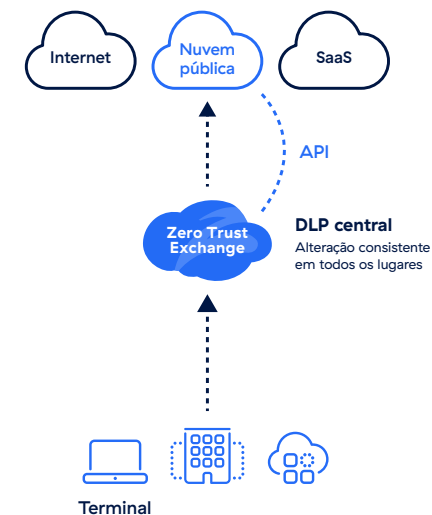 Internet
Nuvem
pública
SaaS
API
Zero Trust
Exchange
DLP central
Alteração consistente
em todos os lugares
Terminal